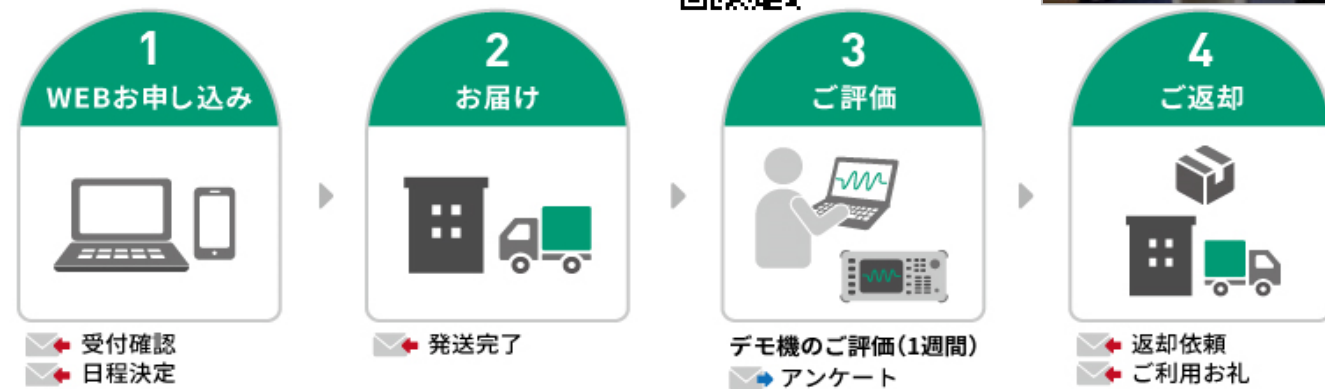 1
WEBお申し込み
受付確認
日程決定
2
お届け
発送完了
3
ご評価
デモ機のご評価(1週間)
アンケート
4
ご返却
返却依頼
ご利用お礼